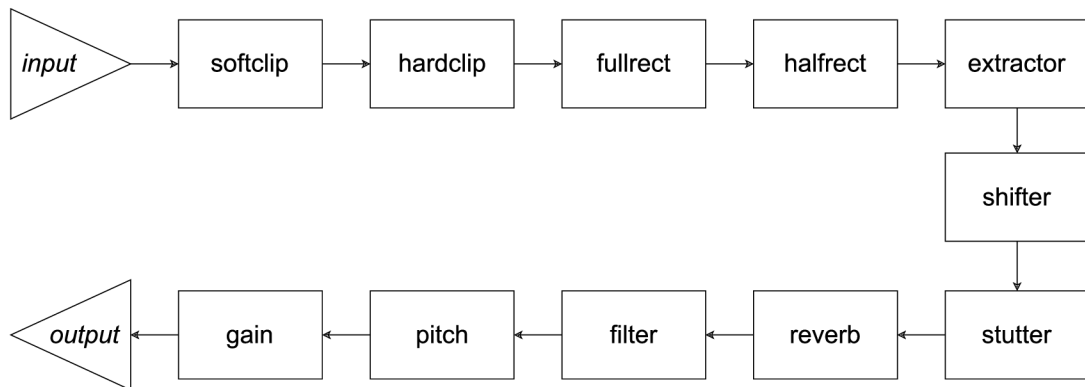 input
softclip
hardclip
fullrect
halfrect
extractor
shifter
stutter
reverb
filter
pitch
gain
output